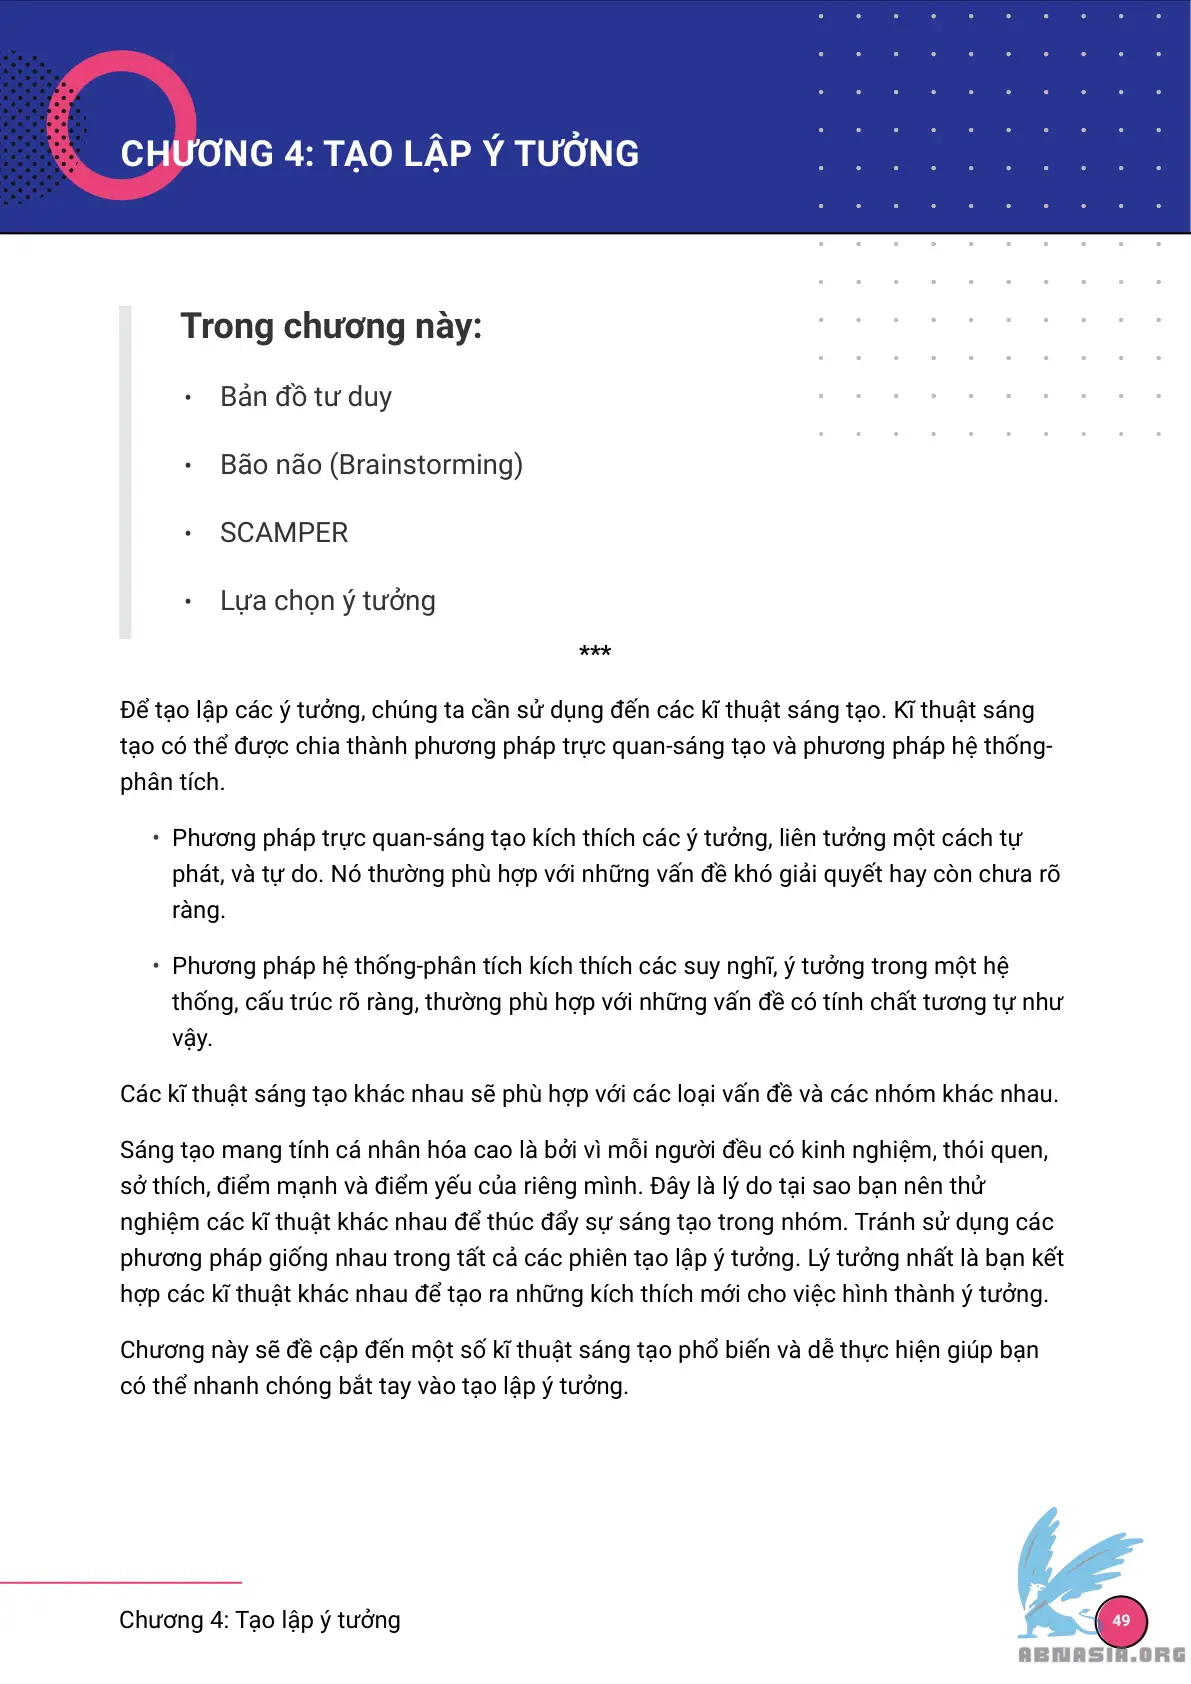 CHƯƠNG 4: TẠO LẬP Ý TƯỞNG
Trong chương này:
• Bản đồ tư duy
• Bão não (Brainstorming)
• SCAMPER
• Lựa chọn ý tưởng
***
Để tạo lập các ý tưởng, chúng ta cần sử dụng đến các kĩ thuật sáng tạo. Kĩ thuật sáng
tạo có thể được chia thành phương pháp trực quan-sáng tạo và phương pháp hệ thống-
phân tích.
• Phương pháp trực quan-sáng tạo kích thích các ý tưởng, liên tưởng một cách tự
phát, và tự do. Nó thường phù hợp với những vấn đề khó giải quyết hay còn chưa rõ
ràng.
• Phương pháp hệ thống-phân tích kích thích các suy nghĩ, ý tưởng trong một hệ
thống, cấu trúc rõ ràng, thường phù hợp với những vấn đề có tính chất tương tự như
vậy.
Các kĩ thuật sáng tạo khác nhau sẽ phù hợp với các loại vấn đề và các nhóm khác nhau.
Sáng tạo mang tính cá nhân hóa cao là bởi vì mỗi người đều có kinh nghiệm, thói quen,
sở thích, điểm mạnh và điểm yếu của riêng mình. Đây là lý do tại sao bạn nên thử
nghiệm các kĩ thuật khác nhau để thúc đẩy sự sáng tạo trong nhóm. Tránh sử dụng các
phương pháp giống nhau trong tất cả các phiên tạo lập ý tưởng. Lý tưởng nhất là bạn kết
hợp các kĩ thuật khác nhau để tạo ra những kích thích mới cho việc hình thành ý tưởng.
Chương này sẽ đề cập đến một số kĩ thuật sáng tạo phổ biến và dễ thực hiện giúp bạn
có thể nhanh chóng bắt tay vào tạo lập ý tưởng.
Chương 4: Tạo lập ý tưởng
49
ABNASIA.ORG